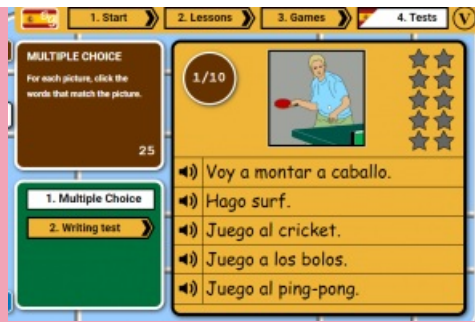 1. Start
2. Lessons
3. Games
4. Tests
V
MULTIPLE CHOICE
For each picture, click the
words that match the picture.
25
1. Multiple Choice
2. Writing test
1/10
Voy a montar a caballo.
Hago surf.
Juego al cricket.
Juego a los bolos.
Juego al ping-pong.